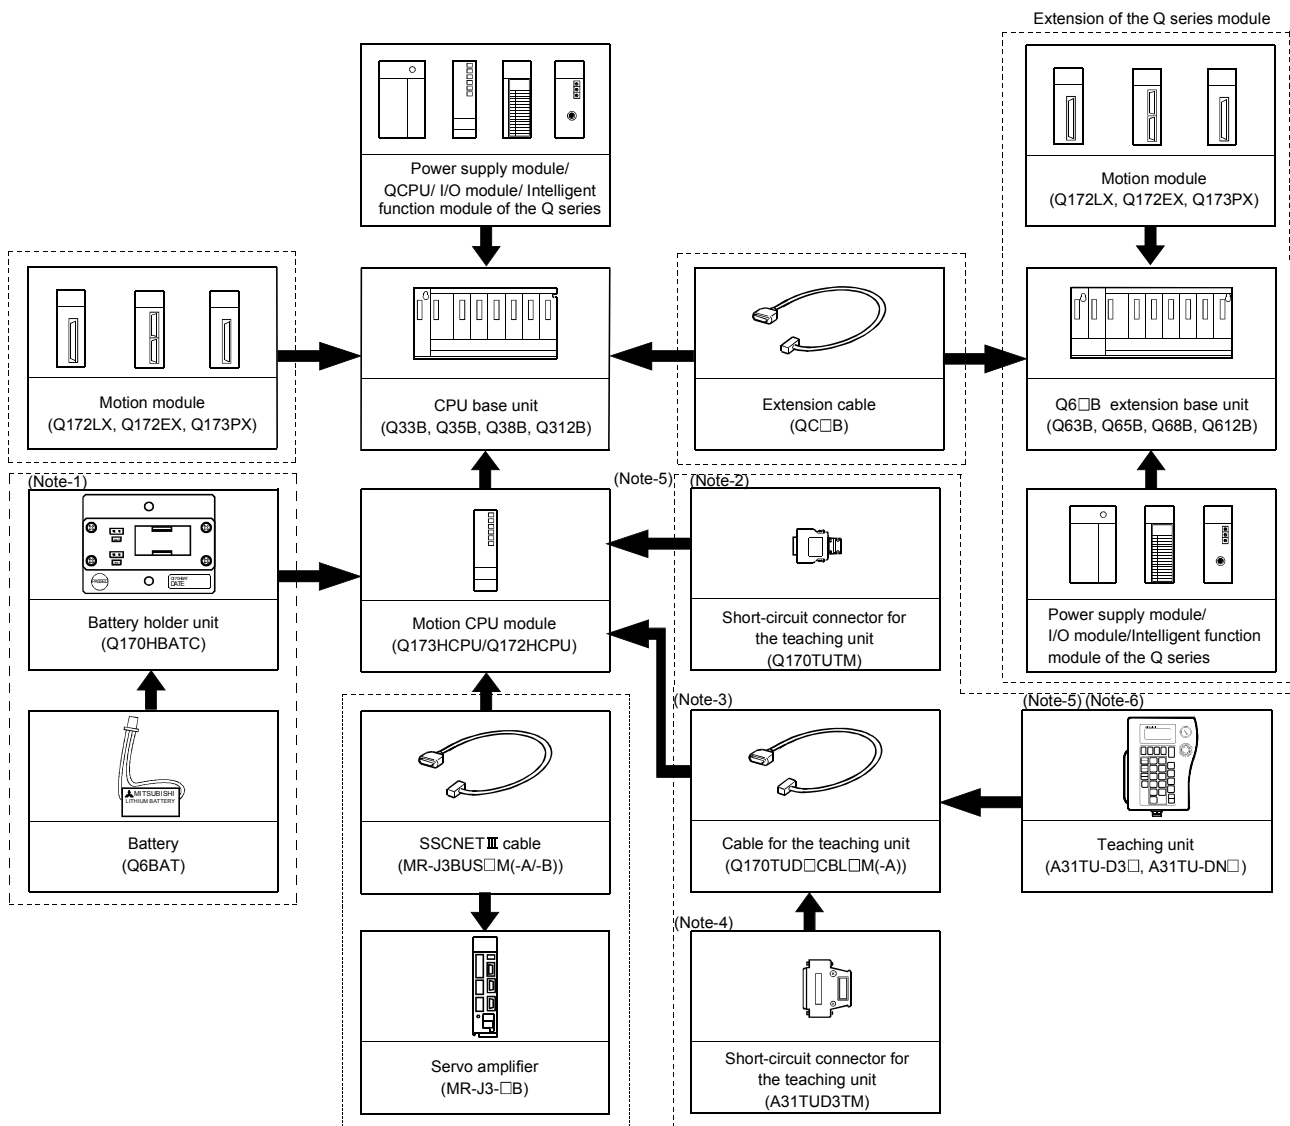 Extension of the Q series module
Power supply module/
QCPU/ I/O module/ Intelligent
function module of the Q series
Motion module
(Q172LX, Q172EX, Q173PX)
Motion module
(Q172LX, Q172EX, Q173PX)
CPU base unit
(Q33B, Q35B, Q38B, Q312B)
Extension cable
(QC□B)
Q6□B extension base unit
(Q63B, Q65B, Q68B, Q612B)
(Note-1)
(Note-5)
(Note-2)
PASSED
DATE
Battery holder unit
(Q170HBATC)
Motion CPU module
(Q173HCPU/Q172HCPU)
Short-circuit connector for
the teaching unit
(Q170TUTM)
Power supply module/
I/O module/Intelligent function
module of the Q series
(Note-3)
(Note-5) (Note-6)
MITSUBISHI
LITHIUM BATTERY
Battery
(Q6BAT)
SSCNETⅢ cable
(MR-J3BUS□M(-A/-B))
Cable for the teaching unit
(Q170TUD□CBL□M(-A))
Teaching unit
(A31TU-D3□, A31TU-DN□)
(Note-4)
Servo amplifier
(MR-J3-□B)
Short-circuit connector for
the teaching unit
(A31TUD3TM)